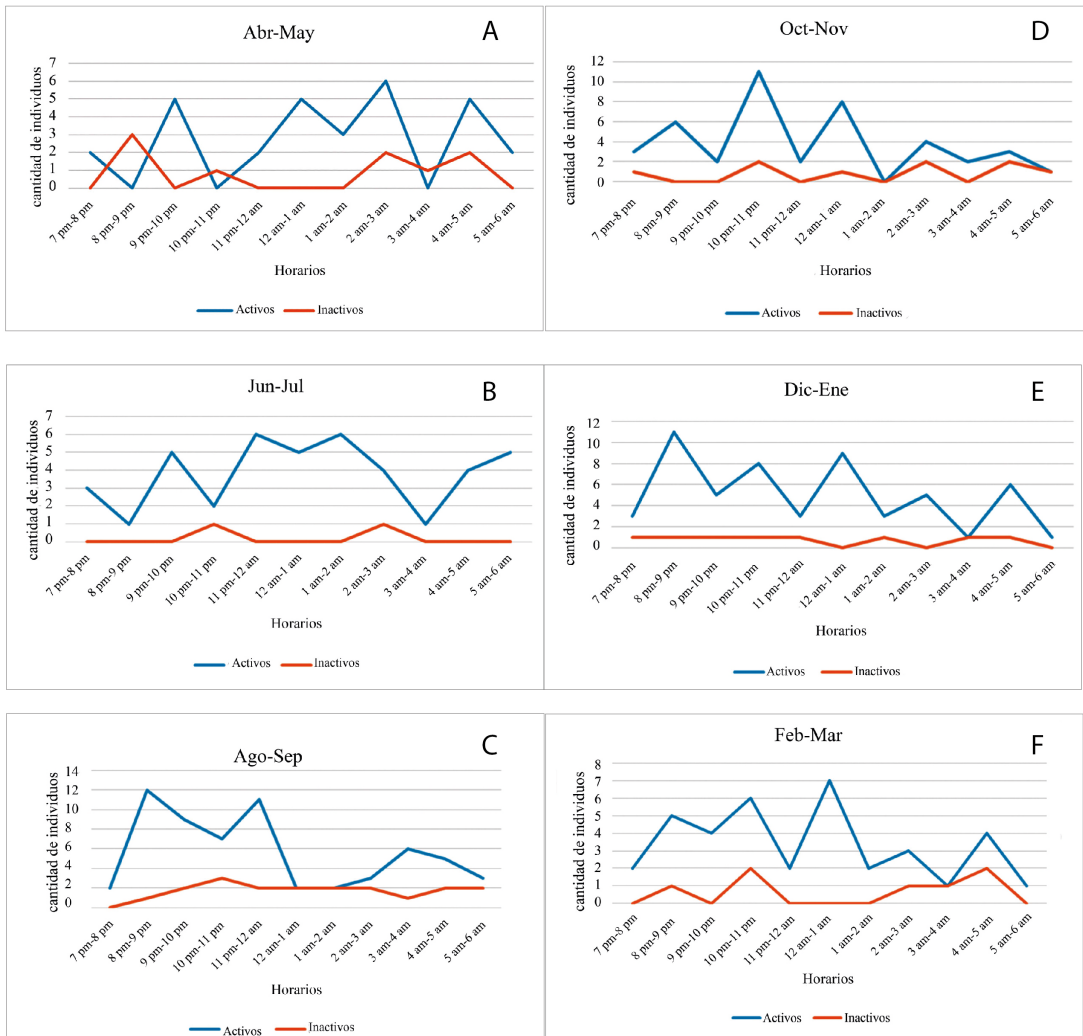 Abr-May
A
cantidad de individuos
7
6
5
4
3
2
1
0
7 pm-8 pm
8 pm-9 pm
9 pm-10 pm
10 pm-11 pm
11 pm-12 am
12 am-1 am
1 am-2 am
2 am-3 am
3 am-4 am
4 am-5 am
5 am-6 am
Horarios
Activos Inactivos
Oct-Nov
D
cantidad de individuos
12
10
8
6
4
2
0
7 pm-8 pm
8 pm-9 pm
9 pm-10 pm
10 pm-11 pm
11 pm-12 am
12 am-1 am
1 am-2 am
2 am-3 am
3 am-4 am
4 am-5 am
5 am-6 am
Horarios
Activos Inactivos
Jun-Jul
B
cantidad de individuos
7
6
5
4
3
2
1
0
7 pm-8 pm
8 pm-9 pm
9 pm-10 pm
10 pm-11 pm
11 pm-12 am
12 am-1 am
1 am-2 am
2 am-3 am
3 am-4 am
4 am-5 am
5 am-6 am
Horarios
Activos Inactivos
Dic-Ene
E
cantidad de individuos
12
10
8
6
4
2
0
7 pm-8 pm
8 pm-9 pm
9 pm-10 pm
10 pm-11 pm
11 pm-12 am
12 am-1 am
1 am-2 am
2 am-3 am
3 am-4 am
4 am-5 am
5 am-6 am
Horarios
Activos Inactivos
Ago-Sep
C
cantidad de individuos
14
12
10
8
6
4
2
0
7 pm-8 pm
8 pm-9 pm
9 pm-10 pm
10 pm-11 pm
11 pm-12 am
12 am-1 am
1 am-2 am
2 am-3 am
3 am-4 am
4 am-5 am
5 am-6 am
Horarios
Activos Inactivos
Feb-Mar
F
cantidad de individuos
8
7
6
5
4
3
2
1
0
7 pm-8 pm
8 pm-9 pm
9 pm-10 pm
10 pm-11 pm
11 pm-12 am
12 am-1 am
1 am-2 am
2 am-3 am
3 am-4 am
4 am-5 am
5 am-6 am
Horarios
Activos Inactivos